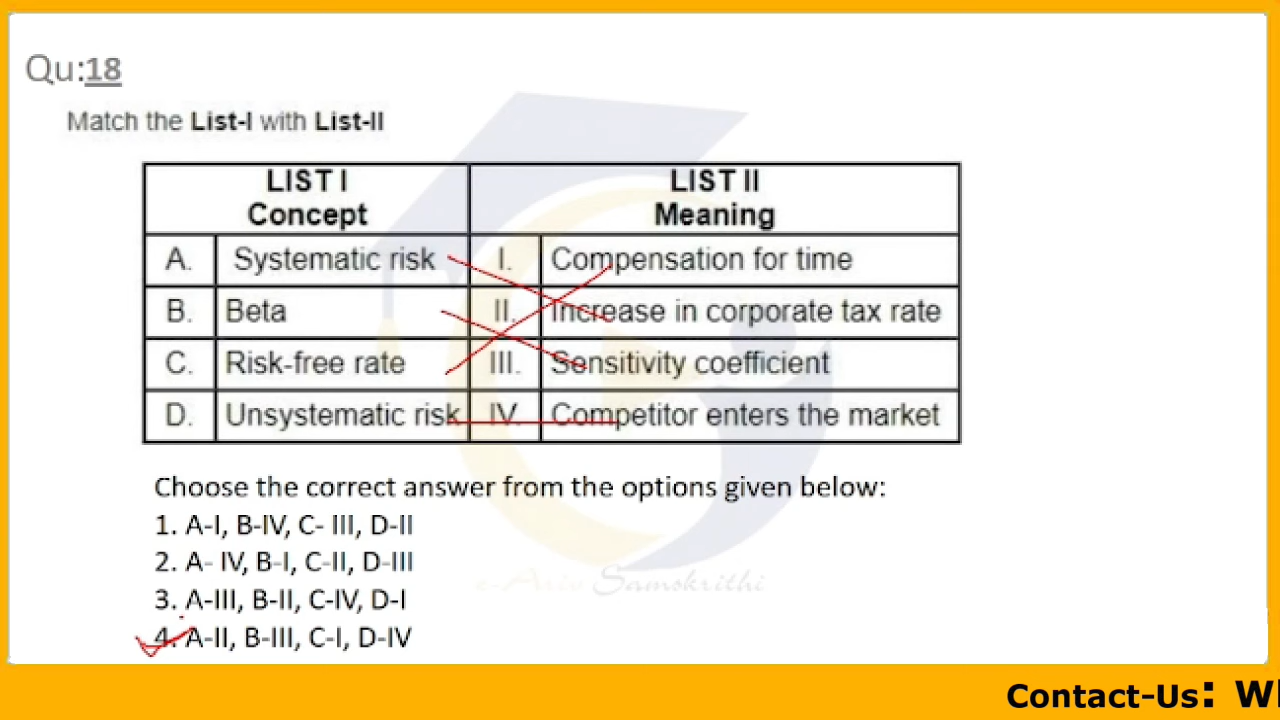 Qu:18
Match the List-I with List-II
LIST I LIST II
Concept Meaning
A. Systematic risk I. Compensation for time
B. Beta II. Increase in corporate tax rate
C. Risk-free rate III. Sensitivity coefficient
D. Unsystematic risk IV. Competitor enters the market
Choose the correct answer from the options given below:
1. A-I, B-IV, C- III, D-II
2. A- IV, B-I, C-II, D-III
3. A-III, B-II, C-IV, D-I
4. A-II, B-III, C-I, D-IV
e-Ariv Samskrithi
Contact-Us: